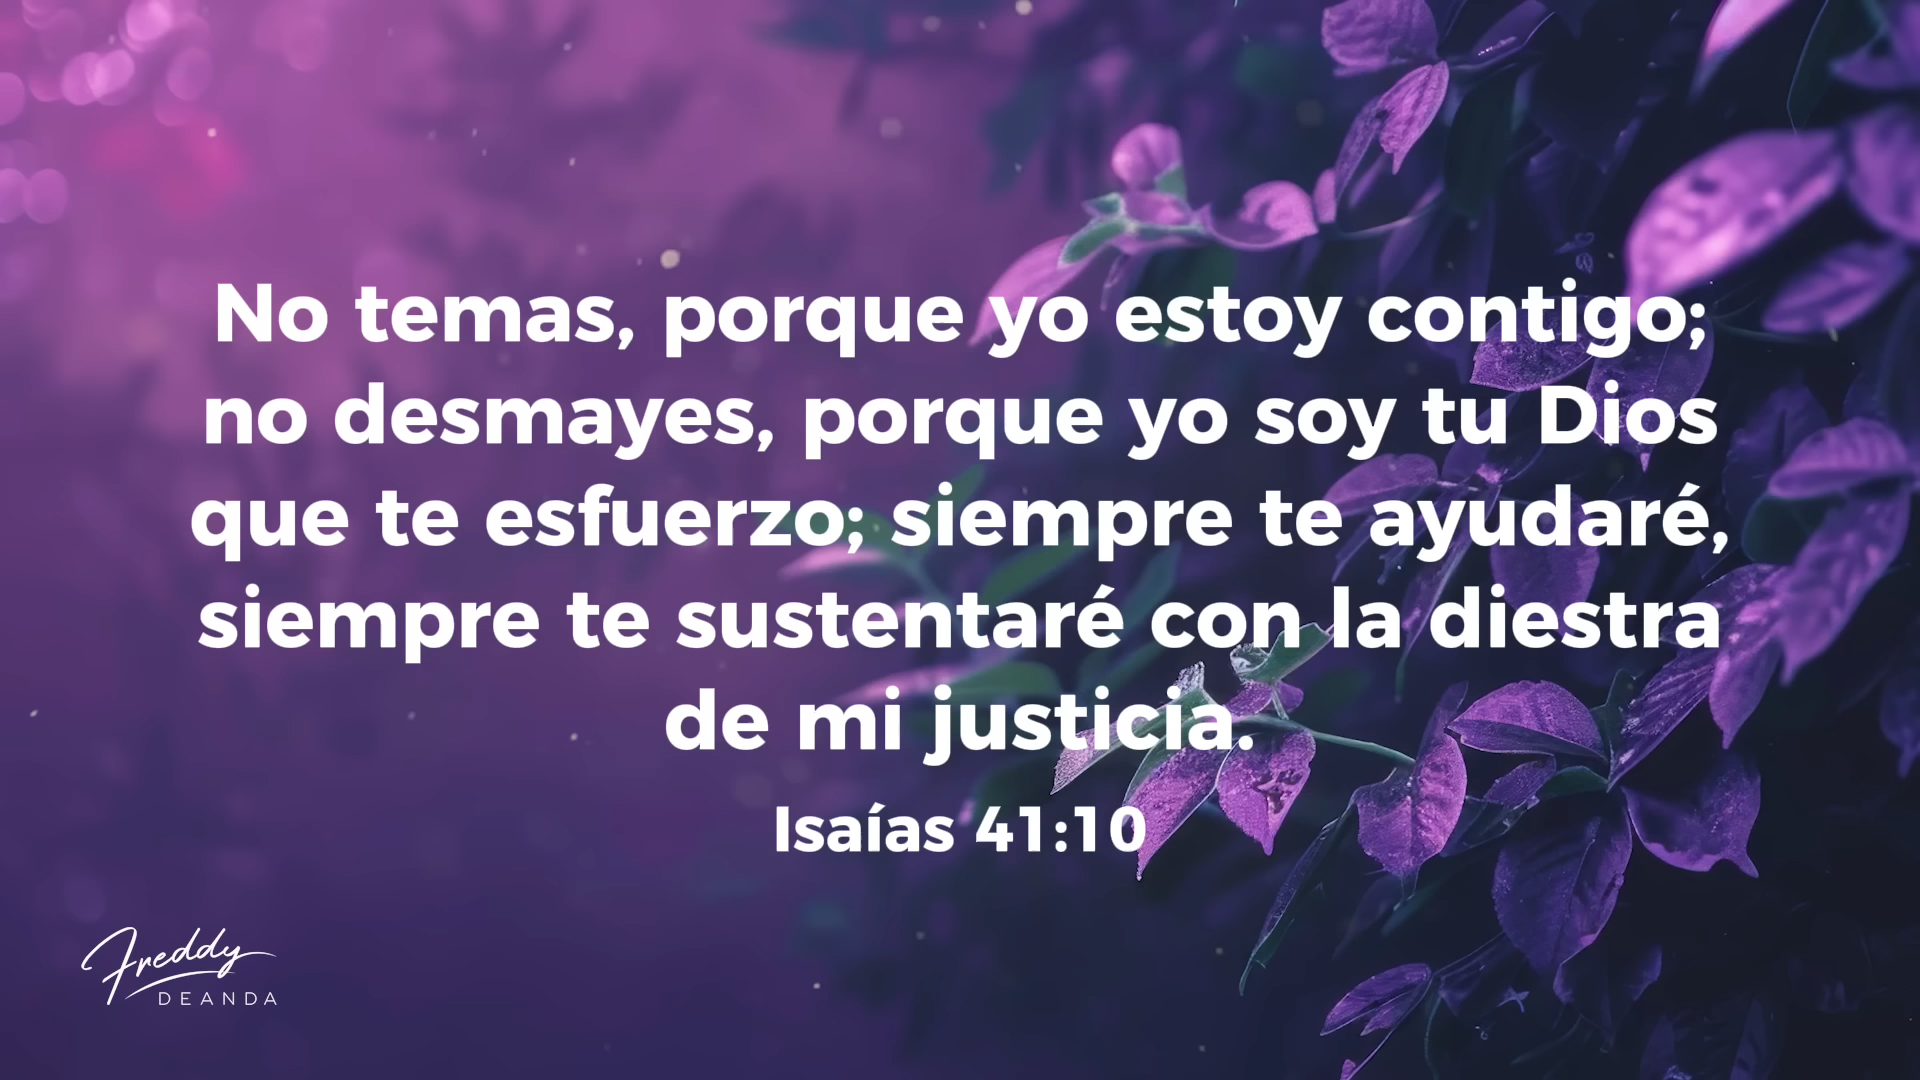 No temas, porque yo estoy contigo;
no desmayes, porque yo soy tu Dios
que te esfuerzo; siempre te ayudaré,
siempre te sustentaré con la diestra
de mi justicia.
Isaías 41:10
Freddy
DEANDA